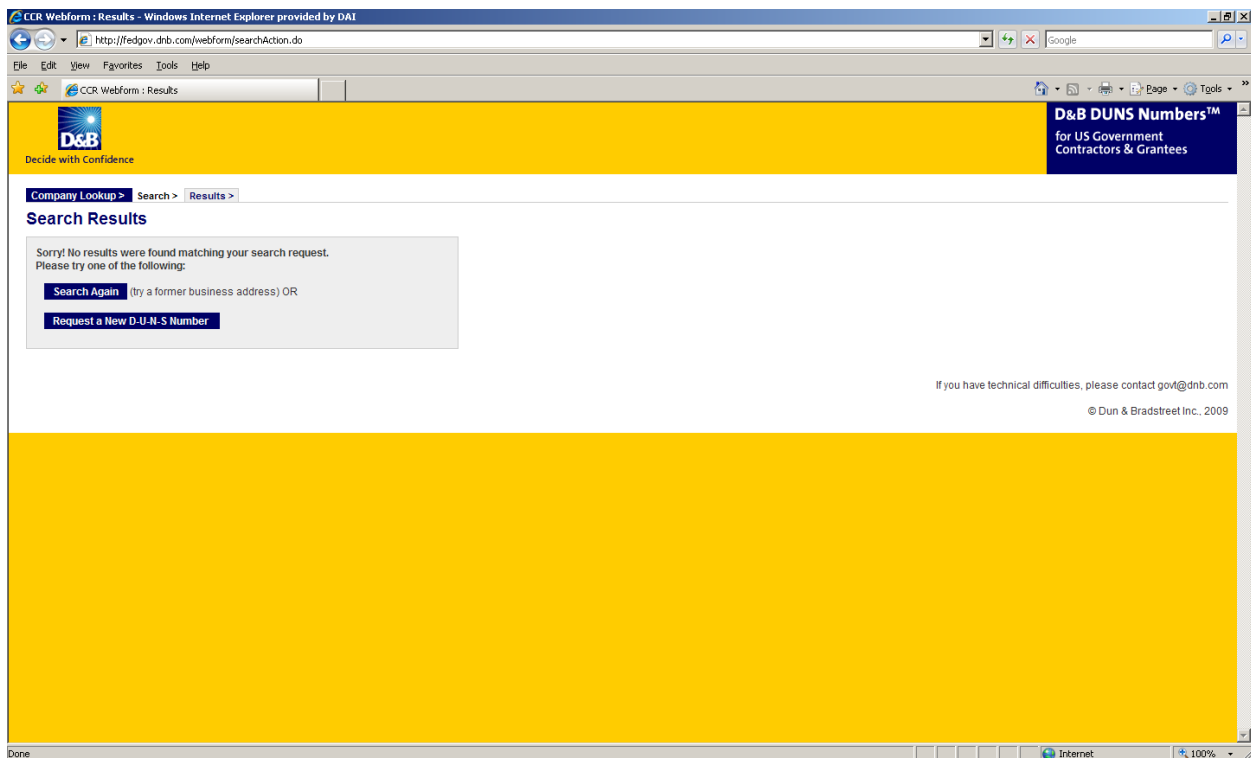 CCR Webform : Results - Windows Internet Explorer provided by DAI
http://fedgov.dnb.com/webform/searchAction.do
Google
File Edit View Favorites Tools Help
CCR Webform : Results
Page Tools
D&B
Decide with Confidence
D&B DUNS Numbers™
for US Government
Contractors & Grantees
Company Lookup > Search > Results >
Search Results
Sorry! No results were found matching your search request.
Please try one of the following:
Search Again (try a former business address) OR
Request a New D-U-N-S Number
If you have technical difficulties, please contact govt@dnb.com
© Dun & Bradstreet Inc., 2009
Done
Internet
100%